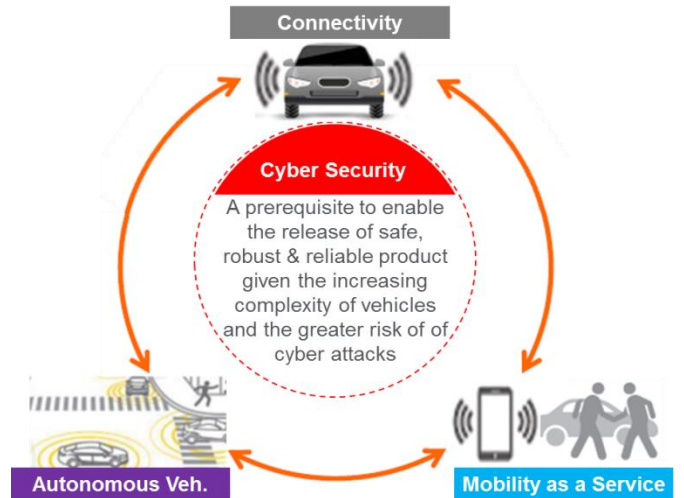 Connectivity
Cyber Security
A prerequisite to enable
the release of safe,
robust & reliable product
given the increasing
complexity of vehicles
and the greater risk of of
cyber attacks
Autonomous Veh.
Mobility as a Service